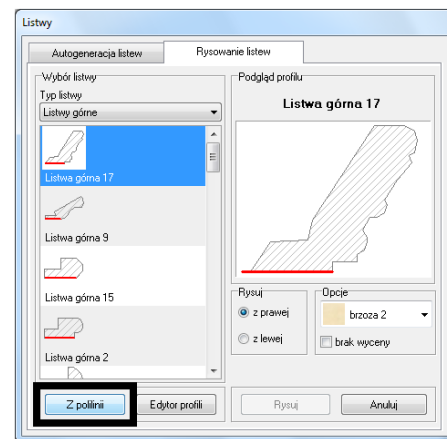 Listwy
Autogeneracja listew
Rysowanie listew
Wybór listwy
Typ listwy
Listwy górne
Listwa górna 17
Listwa górna 9
Listwa górna 15
Listwa górna 2
Podgląd profilu
Listwa górna 17
Rysuj
z prawej
z lewej
Opcje
brzoza 2
brak wyceny
Z polilinii
Edytor profili
Rysuj
Anuluj